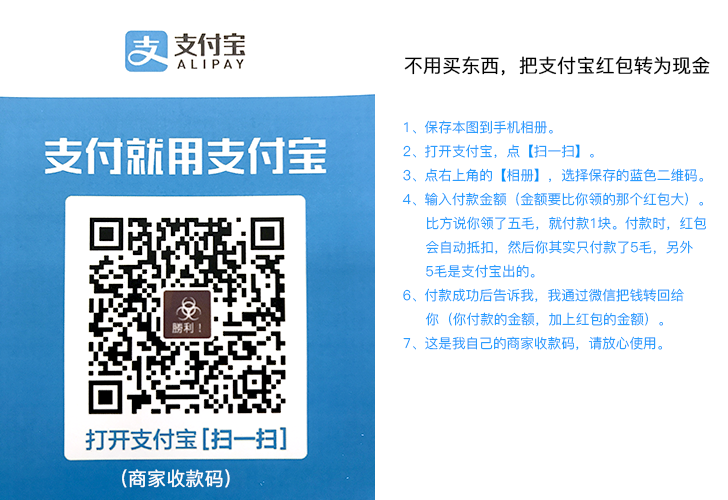 支付宝
ALIPAY
支付就用支付宝
勝利！
打开支付宝[扫一扫]
（商家收款码）
不用买东西，把支付宝红包转为现金
1、保存本图到手机相册。
2、打开支付宝，点【扫一扫】。
3、点右上角的【相册】，选择保存的蓝色二维码。
4、输入付款金额（金额要比你领的那个红包大）。
比方说你领了五毛，就付款1块。付款时，红包
会自动抵扣，然后你其实只付款了5毛，另外
5毛是支付宝出的。
6、付款成功后告诉我，我通过微信把钱转回给
你（你付款的金额，加上红包的金额）。
7、这是我自己的商家收款码，请放心使用。